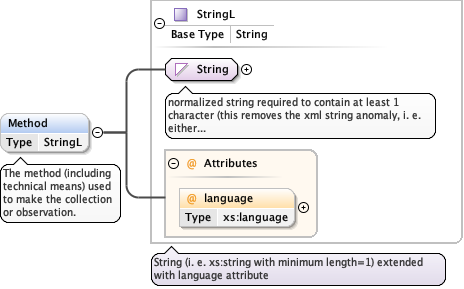 StringL
Base Type String
String
normalized string required to contain at least 1
character (this removes the xml string anomaly, i. e.
either...
Method
Type StringL
The method (including
technical means) used
to make the collection
or observation.
@ Attributes
@ language
Type xs:language
String (i. e. xs:string with minimum length=1) extended
with language attribute